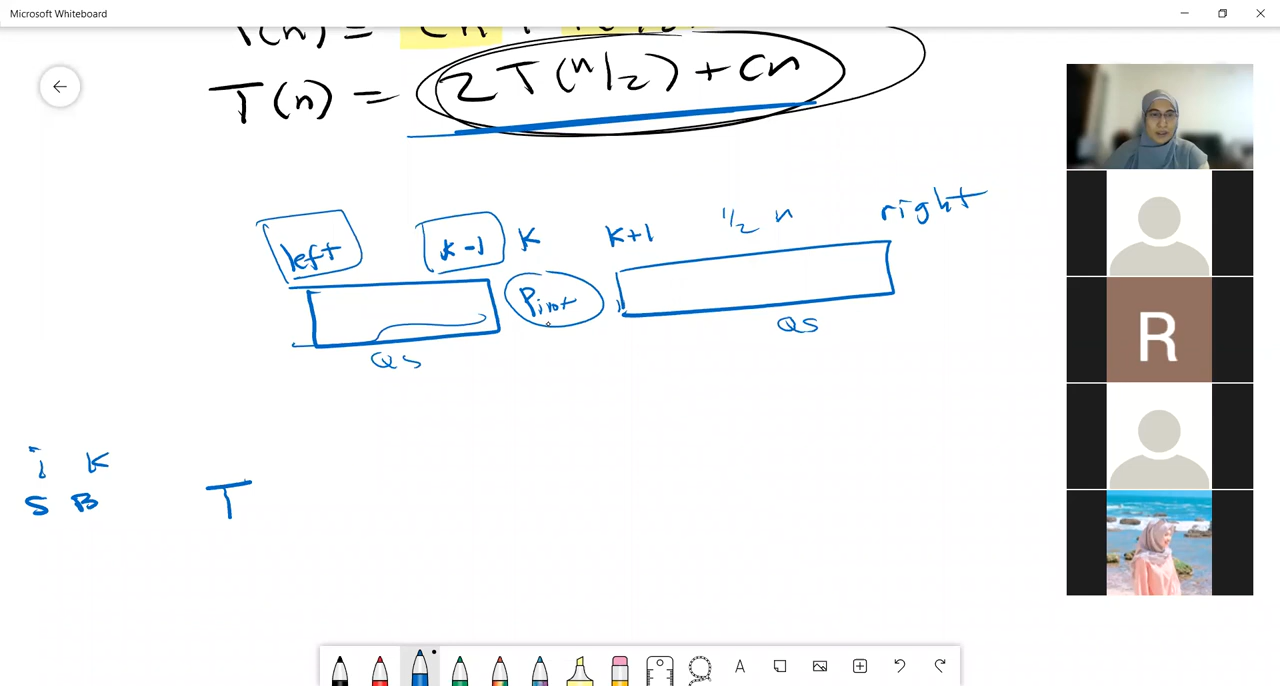 Microsoft Whiteboard
T(n) =
T(n) = 2T(n/2) + cn
left k-1 K K+1 1/2 n right
Pivot
QS QS
i K
S B T
R
A